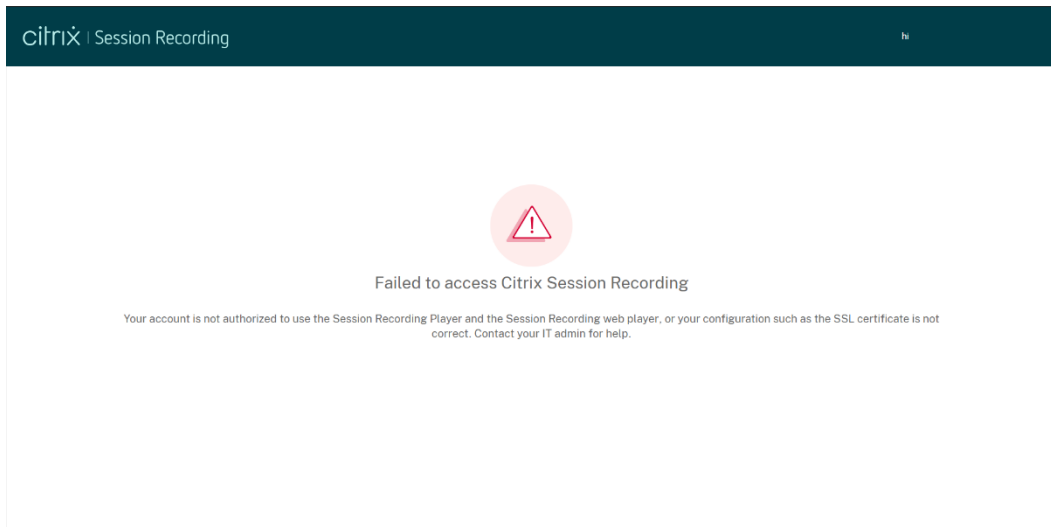 citrix | Session Recording
hi
Failed to access Citrix Session Recording
Your account is not authorized to use the Session Recording Player and the Session Recording web player, or your configuration such as the SSL certificate is not
correct. Contact your IT admin for help.